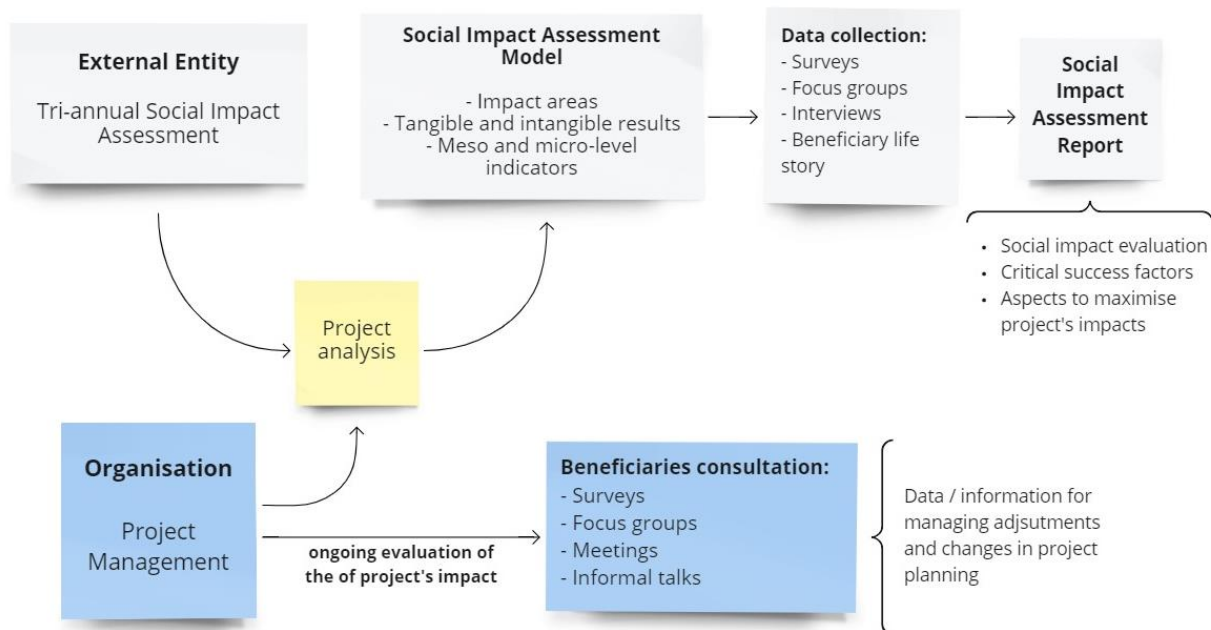 External Entity
Tri-annual Social Impact
Assessment
Social Impact Assessment
Model
- Impact areas
- Tangible and intangible results
- Meso and micro-level
indicators
Data collection:
- Surveys
- Focus groups
- Interviews
- Beneficiary life
story
Social
Impact
Assessment
Report
• Social impact evaluation
• Critical success factors
• Aspects to maximise
project's impacts
Project
analysis
Organisation
Project
Management
ongoing evaluation of
the of project's impact
Beneficiaries consultation:
- Surveys
- Focus groups
- Meetings
- Informal talks
Data / information for
managing adjsutments
and changes in project
planning